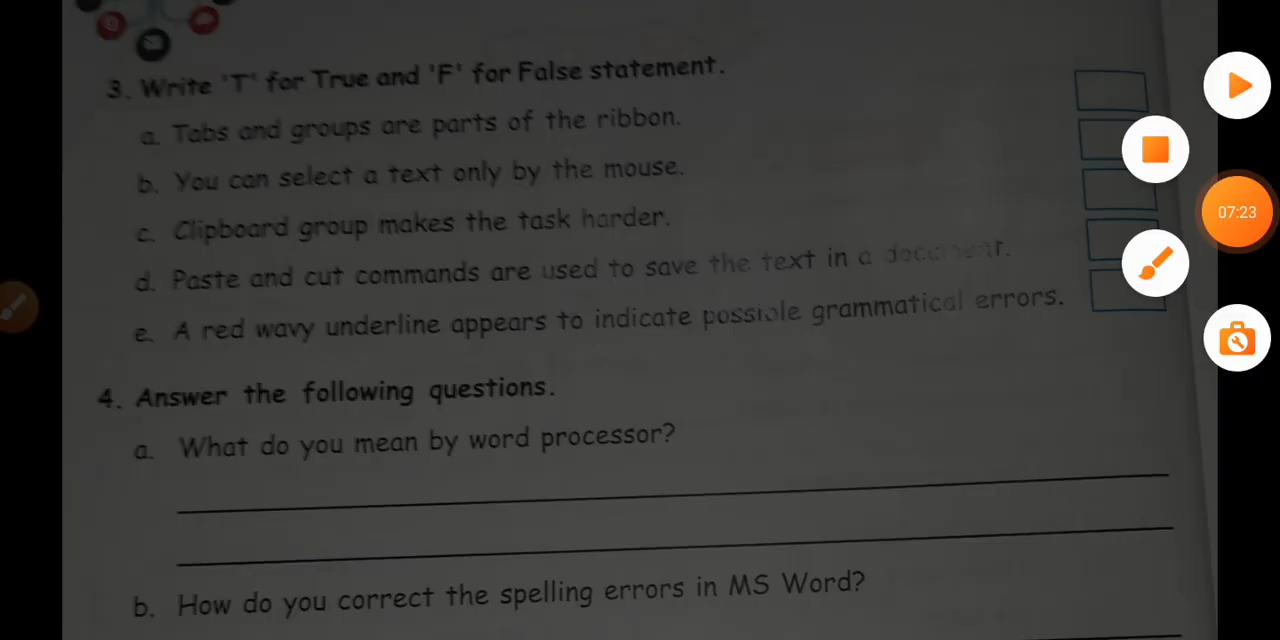 3. Write 'T' for True and 'F' for False statement.
a. Tabs and groups are parts of the ribbon.
b. You can select a text only by the mouse.
c. Clipboard group makes the task harder.
d. Paste and cut commands are used to save the text in a document.
e. A red wavy underline appears to indicate possible grammatical errors.
07:23
4. Answer the following questions.
a. What do you mean by word processor?
b. How do you correct the spelling errors in MS Word?